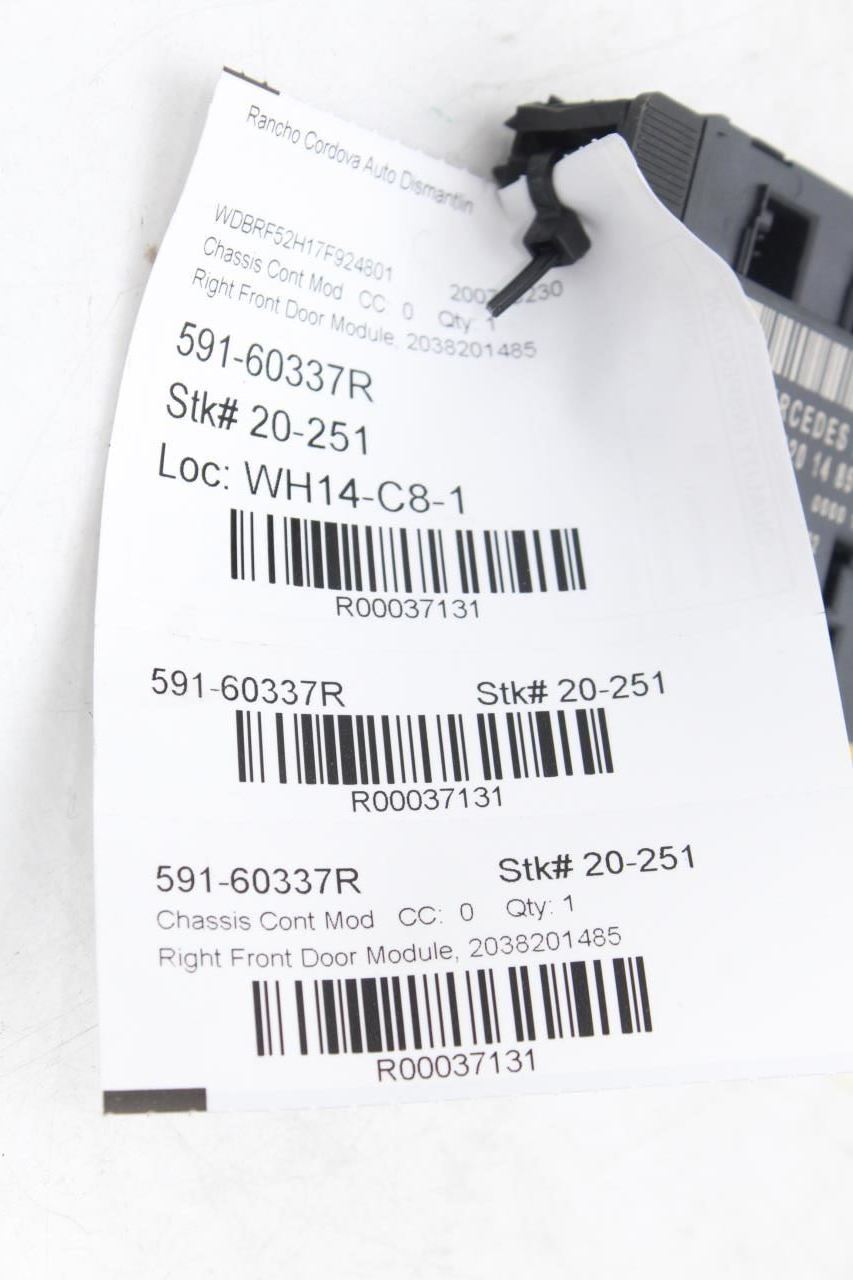 Rancho Cordova Auto Dismantlin
WDBRF52H17F924801
Chassis Cont Mod CC: 0 Qty: 1
Right Front Door Module, 2038201485
591-60337R
Stk# 20-251
Loc: WH14-C8-1
R00037131
591-60337R Stk# 20-251
R00037131
591-60337R Stk# 20-251
Chassis Cont Mod CC: 0 Qty: 1
Right Front Door Module, 2038201485
R00037131